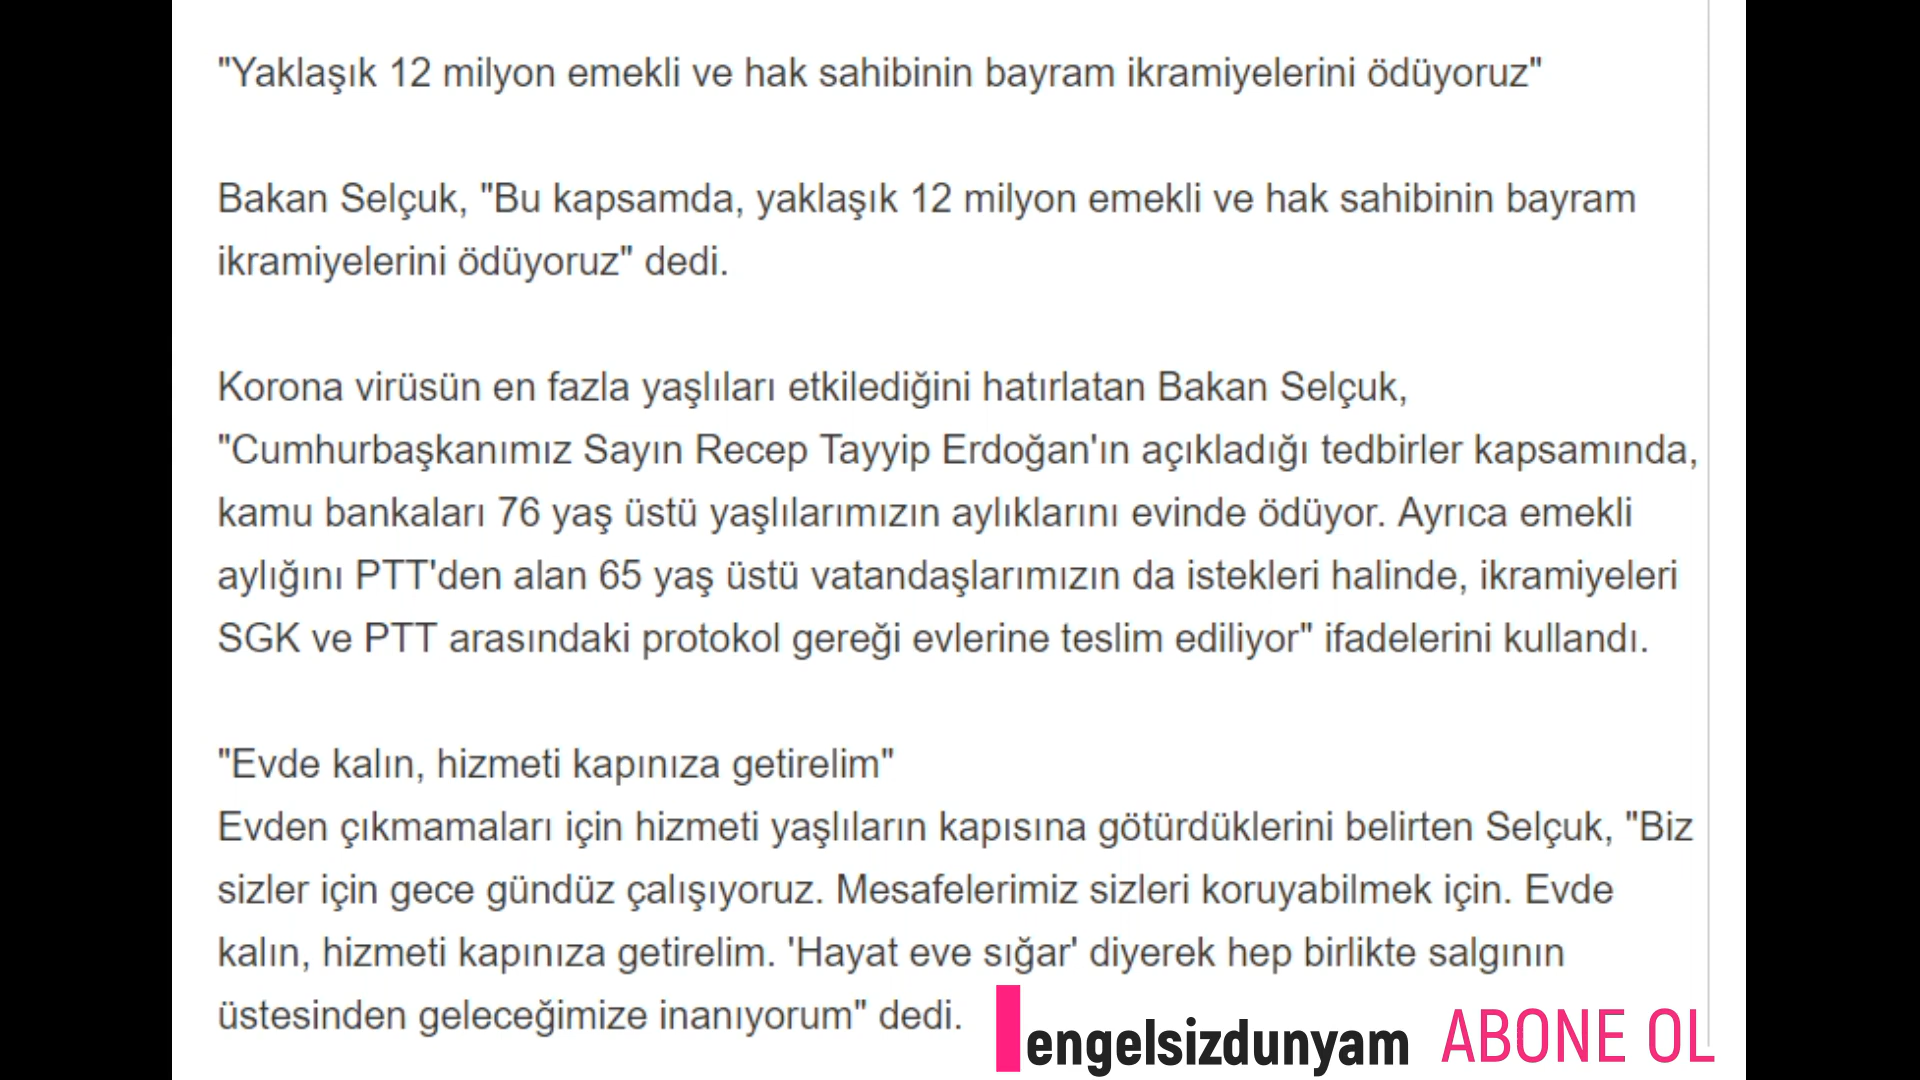 "Yaklaşık 12 milyon emekli ve hak sahibinin bayram ikramiyelerini ödüyoruz"
Bakan Selçuk, "Bu kapsamda, yaklaşık 12 milyon emekli ve hak sahibinin bayram
ikramiyelerini ödüyoruz" dedi.
Korona virüsün en fazla yaşlıları etkilediğini hatırlatan Bakan Selçuk,
"Cumhurbaşkanımız Sayın Recep Tayyip Erdoğan'ın açıkladığı tedbirler kapsamında,
kamu bankaları 76 yaş üstü yaşlılarımızın aylıklarını evinde ödüyor. Ayrıca emekli
aylığını PTT'den alan 65 yaş üstü vatandaşlarımızın da istekleri halinde, ikramiyeleri
SGK ve PTT arasındaki protokol gereği evlerine teslim ediliyor" ifadelerini kullandı.
"Evde kalın, hizmeti kapınıza getirelim"
Evden çıkmamaları için hizmeti yaşlıların kapısına götürdüklerini belirten Selçuk, "Biz
sizler için gece gündüz çalışıyoruz. Mesafelerimiz sizleri koruyabilmek için. Evde
kalın, hizmeti kapınıza getirelim. 'Hayat eve sığar' diyerek hep birlikte salgının
üstesinden geleceğimize inanıyorum" dedi.
engelsizdunyam ABONE OL